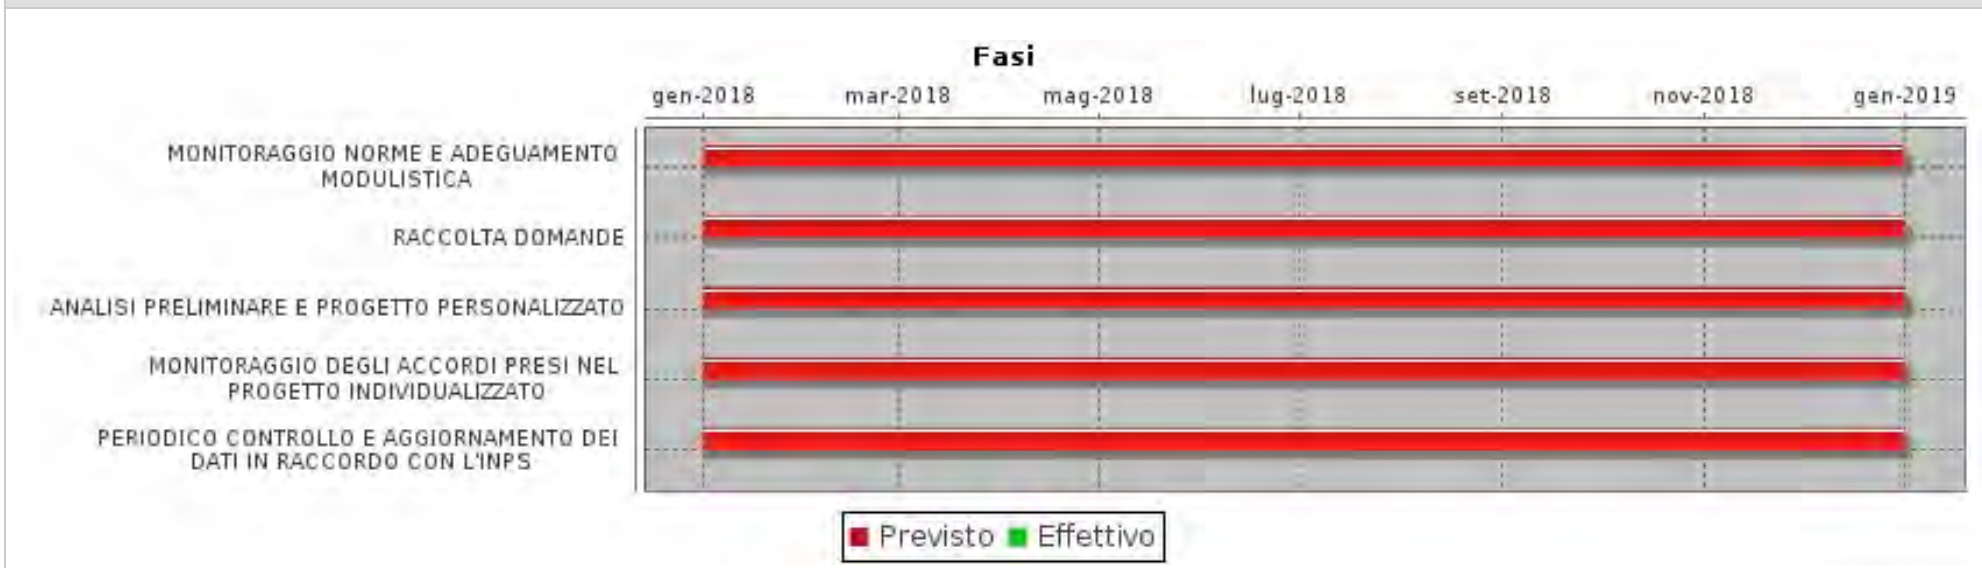 Fasi
gen-2018 mar-2018 mag-2018 lug-2018 set-2018 nov-2018 gen-2019
MONITORAGGIO NORME E ADEGUAMENTO
MODULISTICA
RACCOLTA DOMANDE
ANALISI PRELIMINARE E PROGETTO PERSONALIZZATO
MONITORAGGIO DEGLI ACCORDI PRESI NEL
PROGETTO INDIVIDUALIZZATO
PERIODICO CONTROLLO E AGGIORNAMENTO DEI
DATI IN RACCORDO CON L'INPS
Previsto Effettivo